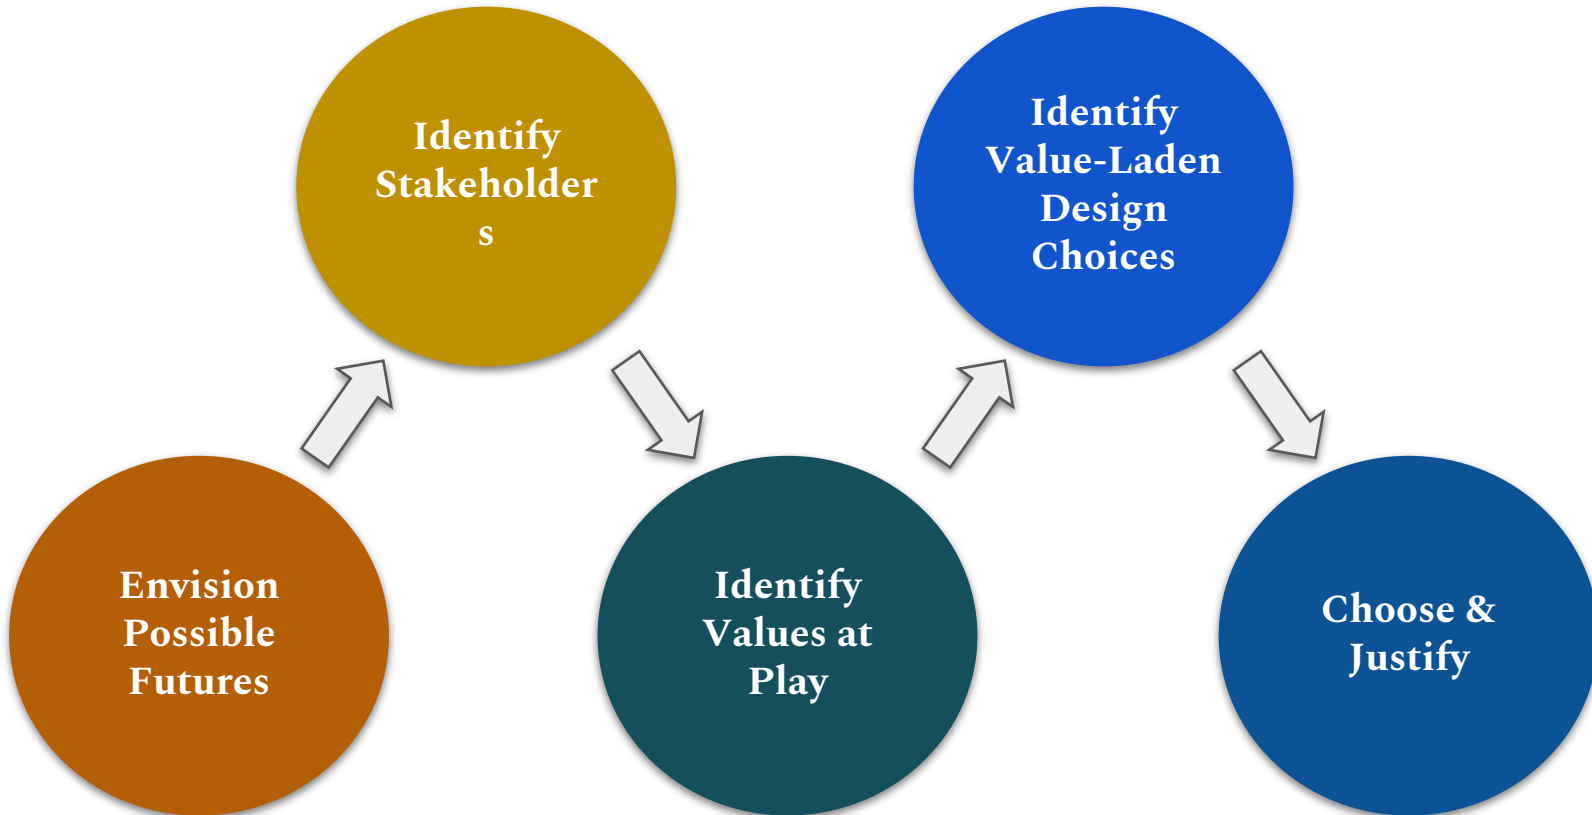 Envision
Possible
Futures
Identify
Stakeholder
s
Identify
Values at
Play
Identify
Value-Laden
Design
Choices
Choose &
Justify